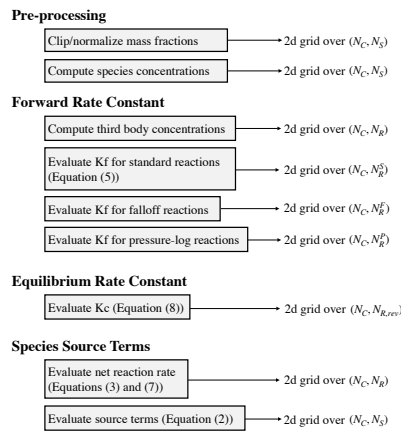 Pre-processing
Clip/normalize mass fractions 2d grid over (N_C, N_S)
Compute species concentrations 2d grid over (N_C, N_S)
Forward Rate Constant
Compute third body concentrations 2d grid over (N_C, N_R)
Evaluate Kf for standard reactions
(Equation (5)) 2d grid over (N_C, N_R^S)
Evaluate Kf for falloff reactions 2d grid over (N_C, N_R^F)
Evaluate Kf for pressure-log reactions 2d grid over (N_C, N_R^P)
Equilibrium Rate Constant
Evaluate Kc (Equation (8)) 2d grid over (N_C, N_{R,rev})
Species Source Terms
Evaluate net reaction rate
(Equations (3) and (7)) 2d grid over (N_C, N_R)
Evaluate source terms (Equation (2)) 2d grid over (N_C, N_S)